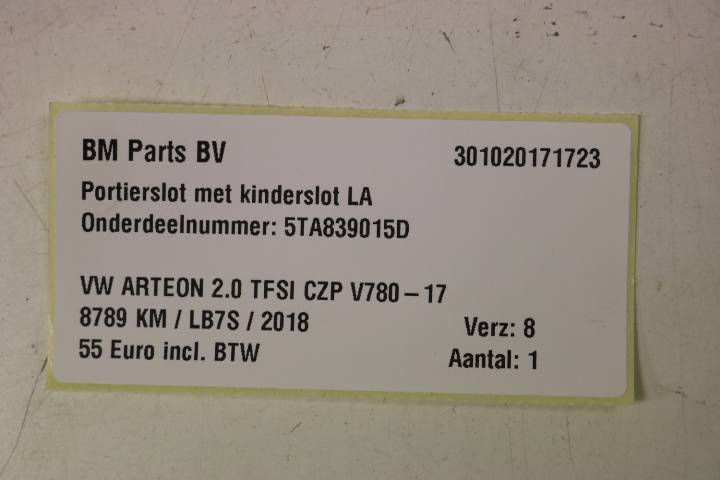 BM Parts BV 301020171723
Portierslot met kinderslot LA
Onderdeelnummer: 5TA839015D
VW ARTEON 2.0 TFSI CZP V780 – 17
8789 KM / LB7S / 2018 Verz: 8
55 Euro incl. BTW Aantal: 1